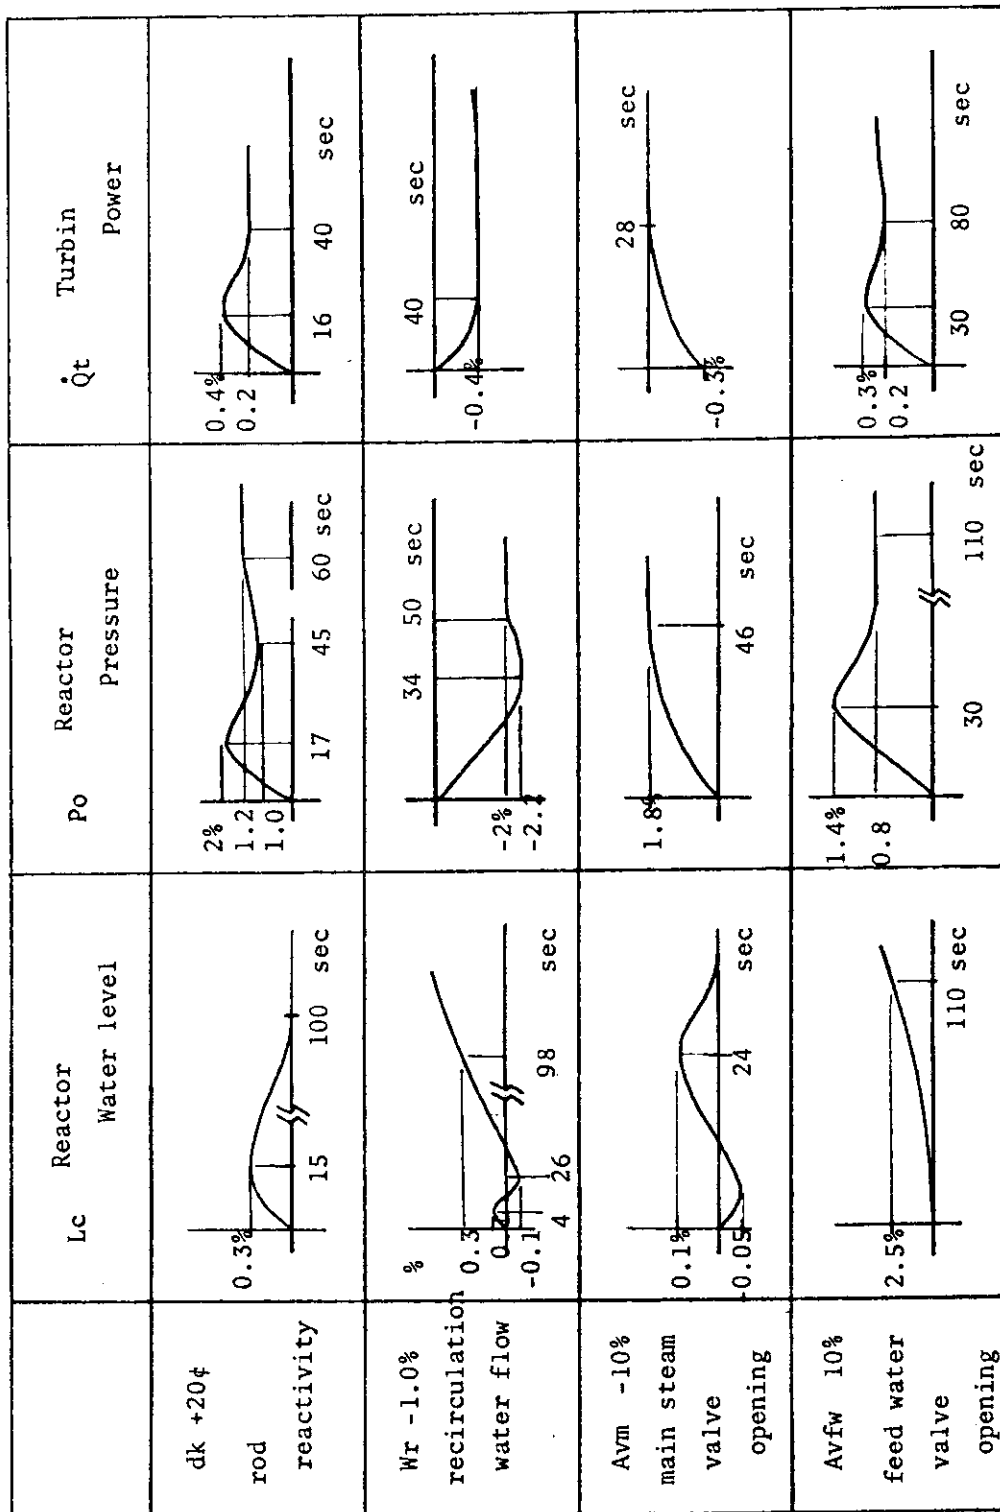 Lc Reactor
Water level
Po Reactor
Pressure
Q̇t Turbin
Power
dk +20¢
rod
reactivity
0.3%
15
100
sec
2%
1.2
1.0
17
45
60
sec
0.4%
0.2
16
40
sec
Wr -1.0%
recirculation
water flow
%
0.3
0
-0.1
4
26
98
sec
-2%
-2.2
34
50
sec
-0.4%
40
sec
Avm -10%
main steam
valve
opening
0.1%
-0.05
24
sec
1.8%
46
sec
-0.3%
28
sec
Avfw 10%
feed water
valve
opening
2.5%
110 sec
1.4%
0.8
30
110
sec
0.3%
0.2
30
80
sec